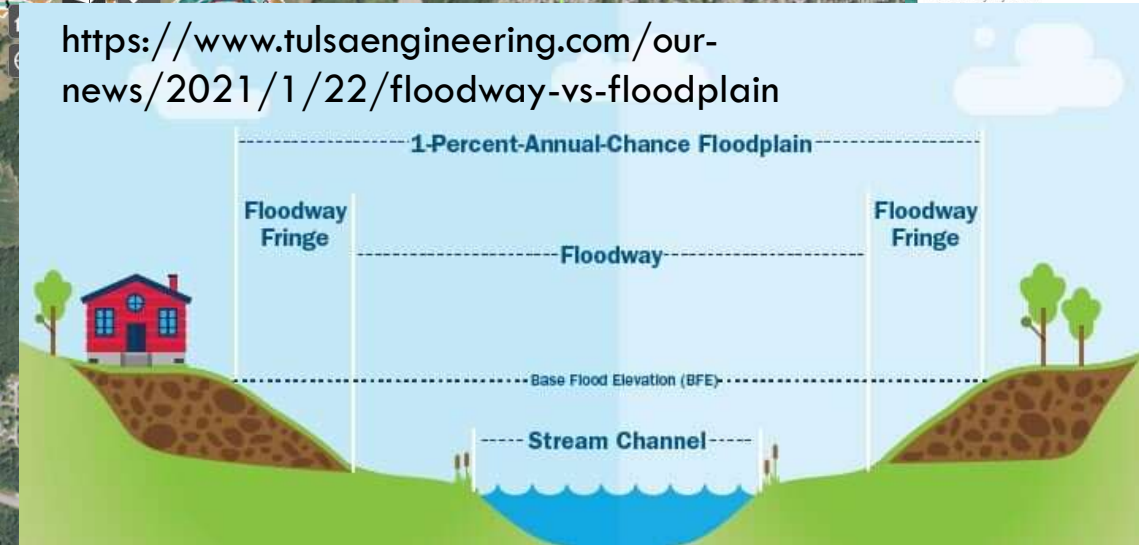 https://www.tulsaengineering.com/our-
news/2021/1/22/floodway-vs-floodplain
1-Percent-Annual-Chance Floodplain
Floodway
Fringe
Floodway
Fringe
Floodway
Base Flood Elevation (BFE)
Stream Channel